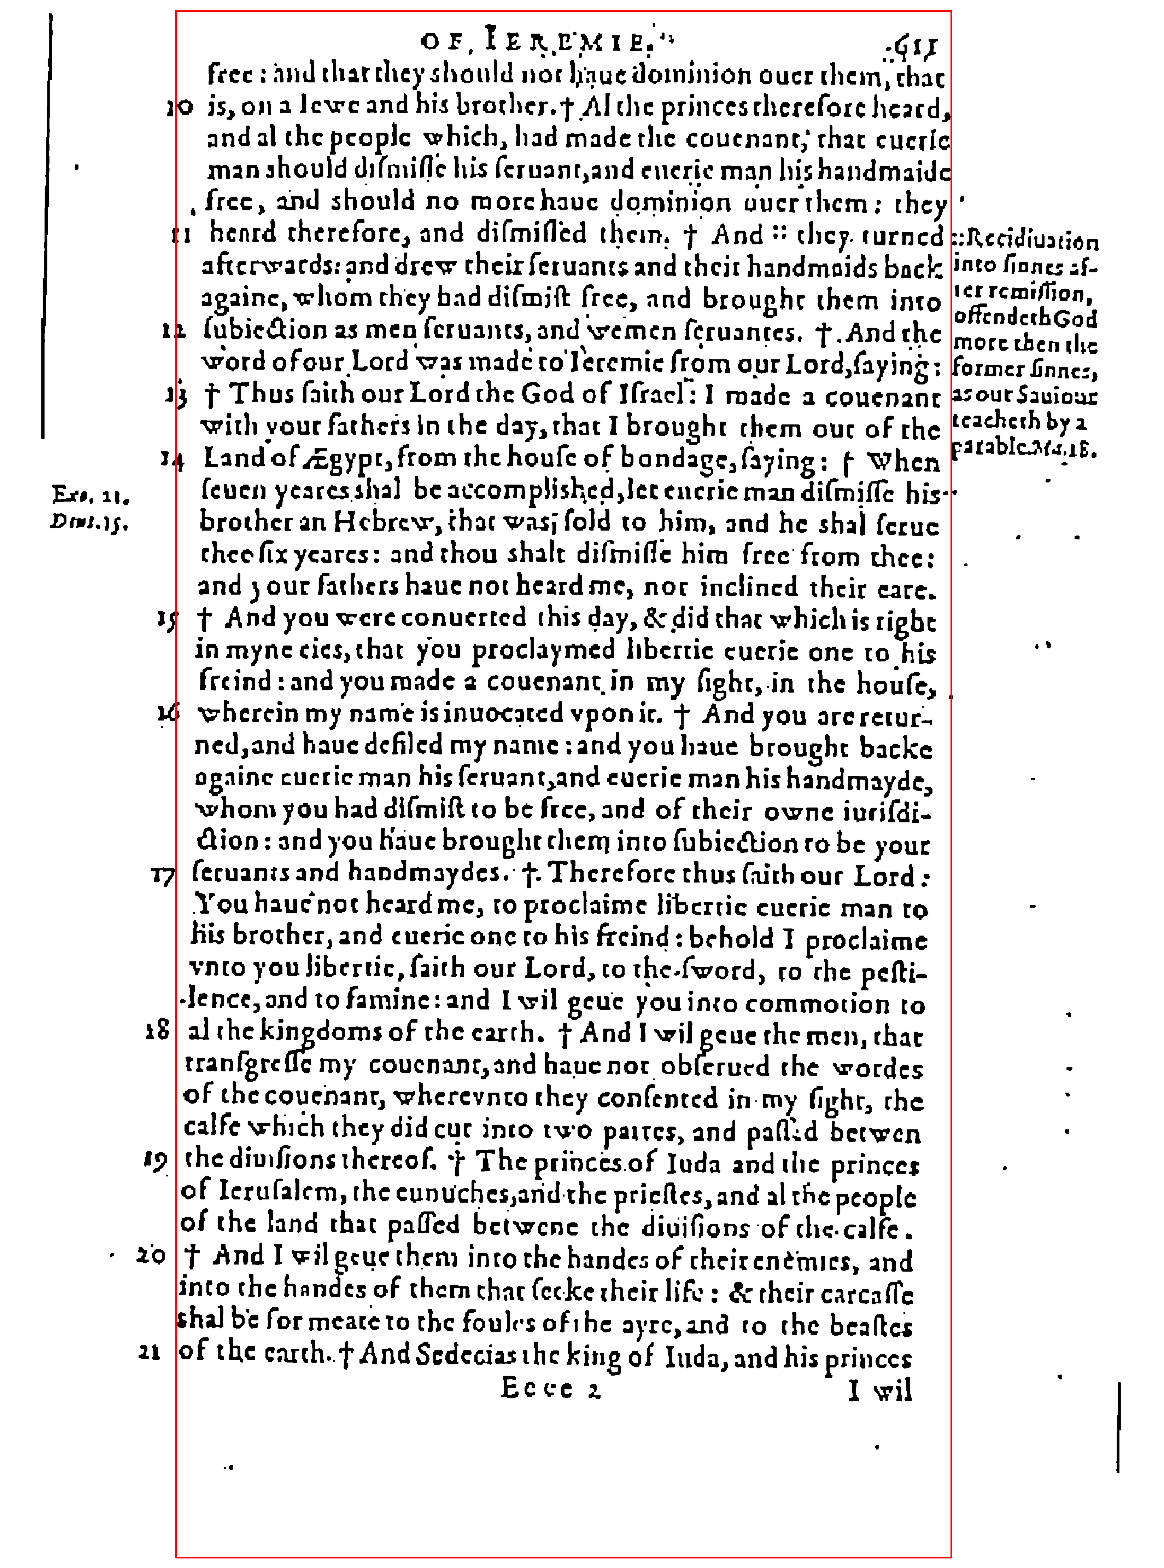 OF IEREMIE. 611
free: and that they should not haue dominion ouer them, that
10 is, on a Iewe and his brother. † Al the princes therefore heard,
and al the people which, had made the couenant, that euerie
man should diſmiſſe his ſeruant, and euerie man his handmaide
free, and should no more haue dominion ouer them: they
11 heard therefore, and diſmiſſed them. † And :: they turned
afterwards: and drew their ſeruants and their handmaids back
againe, whom they had diſmiſt free, and brought them into
12 ſubiection as men ſeruants, and wemen ſeruantes. † And the
word of our Lord was made to Ieremie from our Lord, ſaying:
13 † Thus ſaith our Lord the God of Iſrael: I made a couenant
with your fathers in the day, that I brought them out of the
14 Land of Ægypt, from the houſe of bondage, ſaying: † When
ſeuen yeares shal be accomplished, let euerie man diſmiſſe his
brother an Hebrew, that was ſold to him, and he shal ſerue
thee ſix yeares: and thou shalt diſmiſſe him free from thee:
and your fathers haue not heard me, nor inclined their eare.
15 † And you were conuerted this day, & did that which is right
in myne eies, that you proclaymed libertie euerie one to his
freind: and you made a couenant in my ſight, in the houſe,
16 wherein my name is inuocated vpon it. † And you are retur-
ned, and haue defiled my name: and you haue brought backe
againe euerie man his ſeruant, and euerie man his handmayde,
whom you had diſmiſt to be free, and of their owne iuriſdi-
ction: and you haue brought them into ſubiection to be your
17 ſeruants and handmaydes. †. Therefore thus ſaith our Lord:
You haue not heard me, to proclaime libertie euerie man to
his brother, and euerie one to his freind: behold I proclaime
vnto you libertie, ſaith our Lord, to the ſword, to the peſti-
lence, and to famine: and I wil geue you into commotion to
18 al the kingdoms of the earth. † And I wil geue the men, that
tranſgreſſe my couenant, and haue not obſerued the wordes
of the couenant, wherevnto they conſented in my ſight, the
calfe which they did cut into two partes, and paſſed betwen
19 the diuiſions thereof. † The princes of Iuda and the princes
of Ieruſalem, the eunuches, and the prieſtes, and al the people
of the land that paſſed betwene the diuiſions of the calfe.
20 † And I wil geue them into the handes of their enemies, and
into the handes of them that ſeeke their life: & their carcaſſe
shal be for meate to the foules of the ayre, and to the beaſtes
21 of the earth. † And Sedecias the king of Iuda, and his princes
Eeee 2 I wil
::Recidiuation
into ſinnes af-
ter remiſſion,
offendeth God
more then the
former ſinnes,
as our Sauiour
teacheth by a
parable. Mt. 18.
Exo. 21.
Deut. 15.